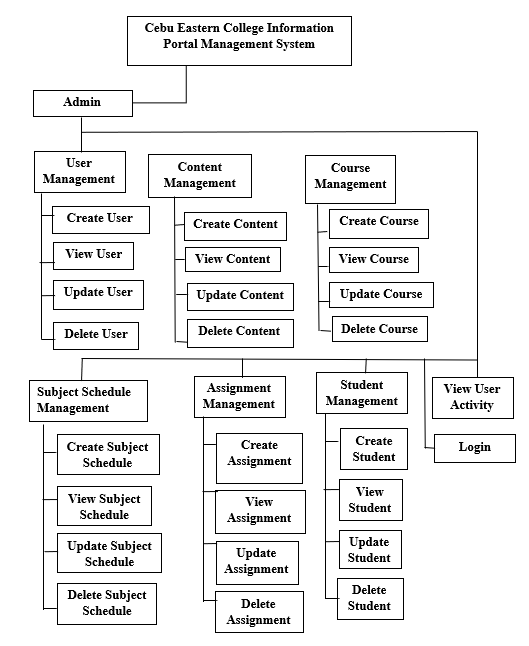 Cebu Eastern College Information
Portal Management System
Admin
User
Management
Create User
View User
Update User
Delete User
Content
Management
Create Content
View Content
Update Content
Delete Content
Course
Management
Create Course
View Course
Update Course
Delete Course
Subject Schedule
Management
Create Subject
Schedule
View Subject
Schedule
Update Subject
Schedule
Delete Subject
Schedule
Assignment
Management
Create
Assignment
View
Assignment
Update
Assignment
Delete
Assignment
Student
Management
Create
Student
View
Student
Update
Student
Delete
Student
View User
Activity
Login